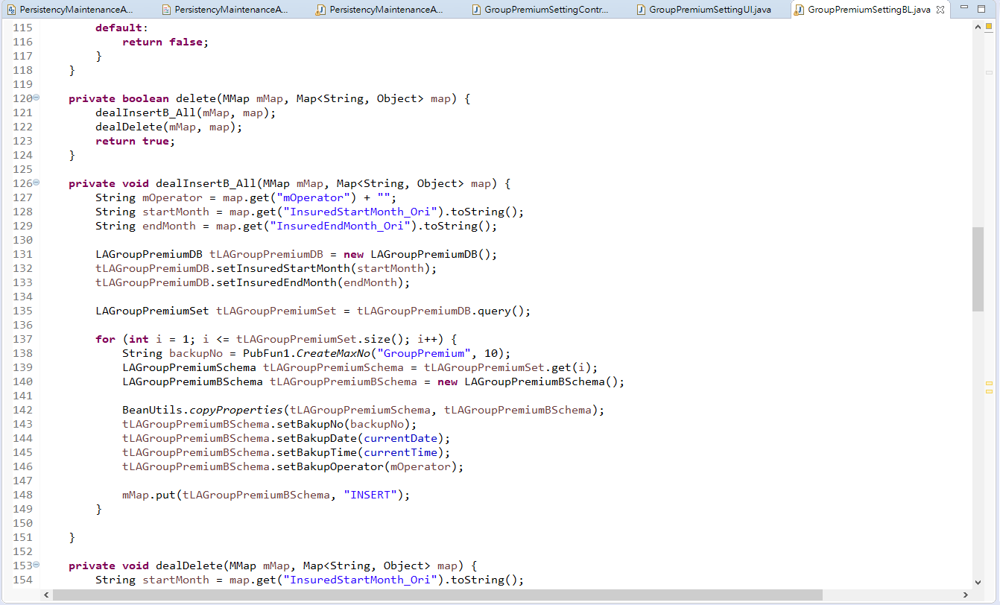 PersistencyMaintenanceA... PersistencyMaintenanceA... PersistencyMaintenanceA... GroupPremiumSettingContr... GroupPremiumSettingUI.java GroupPremiumSettingBL.java
115         default:
116             return false;
117         }
118     }
119
120     private boolean delete(MMap mMap, Map<String, Object> map) {
121         dealInsertB_All(mMap, map);
122         dealDelete(mMap, map);
123         return true;
124     }
125
126     private void dealInsertB_All(MMap mMap, Map<String, Object> map) {
127         String mOperator = map.get("mOperator") + "";
128         String startMonth = map.get("InsuredStartMonth_Ori").toString();
129         String endMonth = map.get("InsuredEndMonth_Ori").toString();
130
131         LAGroupPremiumDB tLAGroupPremiumDB = new LAGroupPremiumDB();
132         tLAGroupPremiumDB.setInsuredStartMonth(startMonth);
133         tLAGroupPremiumDB.setInsuredEndMonth(endMonth);
134
135         LAGroupPremiumSet tLAGroupPremiumSet = tLAGroupPremiumDB.query();
136
137         for (int i = 1; i <= tLAGroupPremiumSet.size(); i++) {
138             String backupNo = PubFun1.CreateMaxNo("GroupPremium", 10);
139             LAGroupPremiumSchema tLAGroupPremiumSchema = tLAGroupPremiumSet.get(i);
140             LAGroupPremiumBSchema tLAGroupPremiumBSchema = new LAGroupPremiumBSchema();
141
142             BeanUtils.copyProperties(tLAGroupPremiumSchema, tLAGroupPremiumBSchema);
143             tLAGroupPremiumBSchema.setBakupNo(backupNo);
144             tLAGroupPremiumBSchema.setBakupDate(currentDate);
145             tLAGroupPremiumBSchema.setBakupTime(currentTime);
146             tLAGroupPremiumBSchema.setBakupOperator(mOperator);
147
148             mMap.put(tLAGroupPremiumBSchema, "INSERT");
149         }
150
151     }
152
153     private void dealDelete(MMap mMap, Map<String, Object> map) {
154         String startMonth = map.get("InsuredStartMonth_Ori").toString();